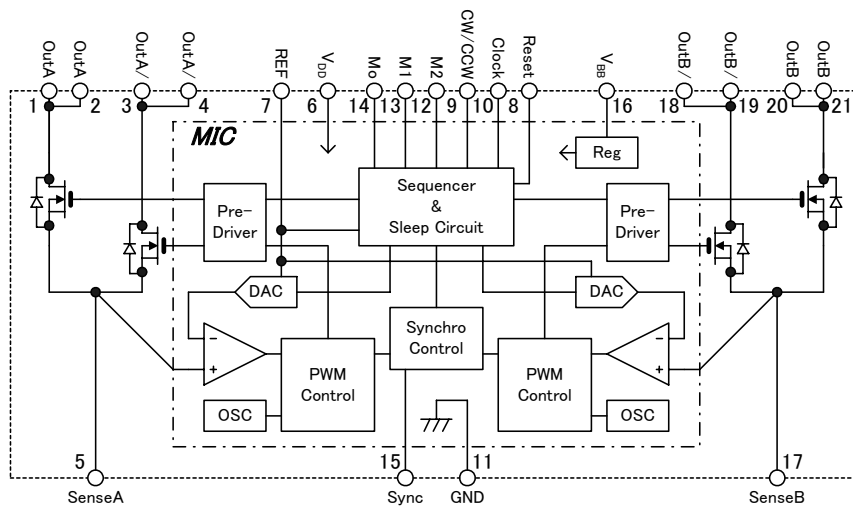 OutA
OutA
OutA/
OutA/
REF
VDD
Mo
M1
M2
CW/CCW
Clock
Reset
VBB
OutB/
OutB/
OutB
OutB
1
2
3
4
7
6
14
13
12
9
10
8
16
18
19
20
21
MIC
Reg
Sequencer
&
Sleep Circuit
Pre-
Driver
Pre-
Driver
DAC
DAC
Synchro
Control
−
+
PWM
Control
PWM
Control
−
+
OSC
OSC
5
15
11
17
SenseA
Sync
GND
SenseB